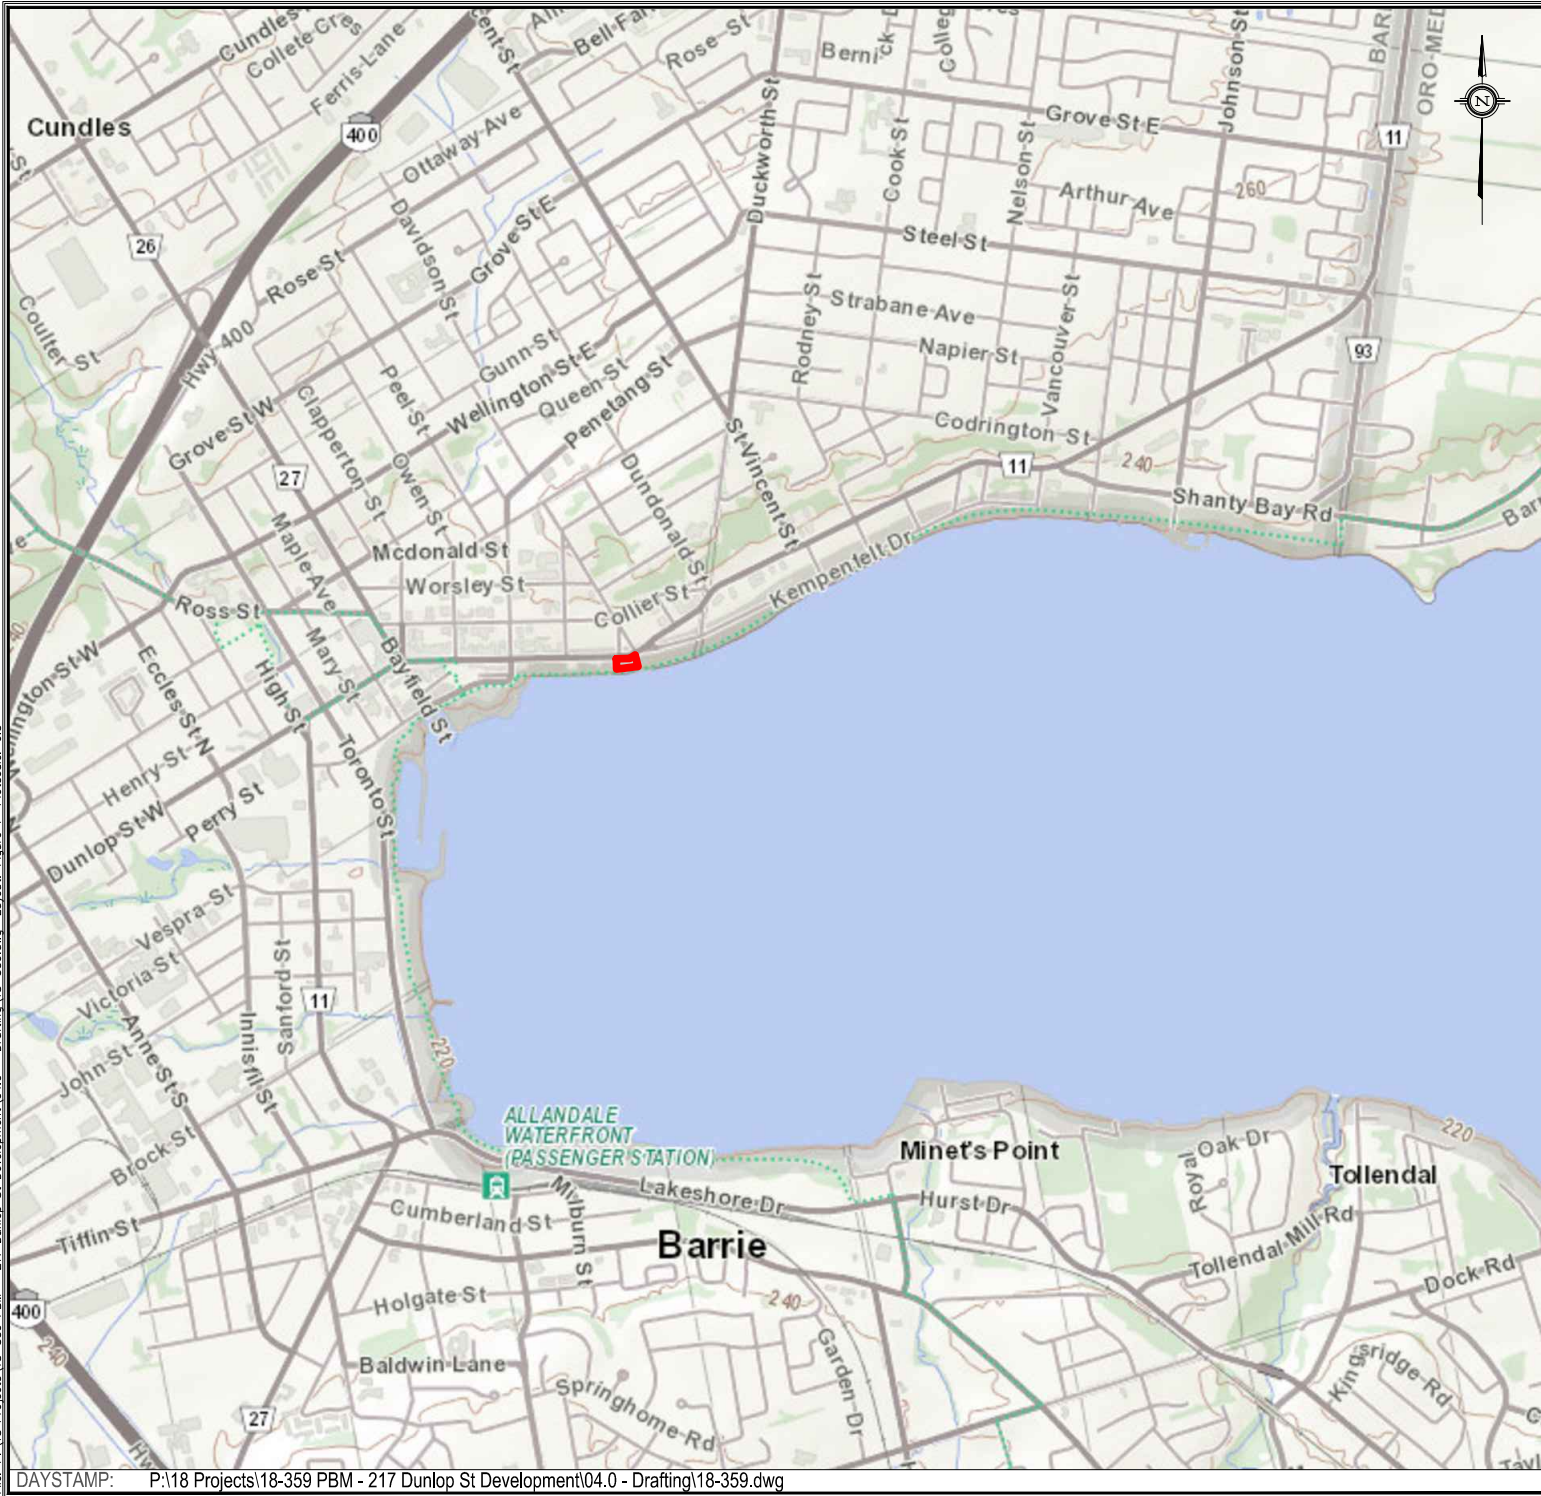 Cundles
Collete Cres
Ferris Lane
400
Ottaway Ave
Bell Far
Rose St
Berni ck D
Colleg
Johnson St
BAR
ORO-MED
N
Duckworth St
Cook St
Nelson St
Grove St E
11
Arthur Ave
260
26
Rose St
Davidson St
Grove St E
Steel St
Coulter St
Hwy 400
Gunn St
Rodney St
Strabane Ave
Vancouver St
Napier St
93
Peel St
Wellington St E
Queen St
Penetang St
Clapperton St
Grove St W
27
Owen St
Dundonald St
St Vincent St
Codrington St
11
240
Shanty Bay Rd
Barr
Maple Ave
Mcdonald St
Worsley St
Collier St
Kempenfelt Dr
Ross St
Mary St
Bayfield St
Eccles St N
High St
Toronto St
Henry St
Perry St
Dunlop St W
Vespra St
Victoria St
Sanford St
11
Anne St S
Innisfil St
John St
220
Brock St
ALLANDALE
WATERFRONT
(PASSENGER STATION)
Minet's Point
Royal Oak Dr
220
Tollendal
Lakeshore Dr
Hurst Dr
Milburn St
Cumberland St
Tiffin St
Barrie
Tollendal Mill Rd
Dock Rd
400
240
Holgate St
240
Garden Dr
Baldwin Lane
Springhome Rd
Kingsridge Rd
27
DAYSTAMP: P:\18 Projects\18-359 PBM - 217 Dunlop St Development\04.0 - Drafting\18-359.dwg